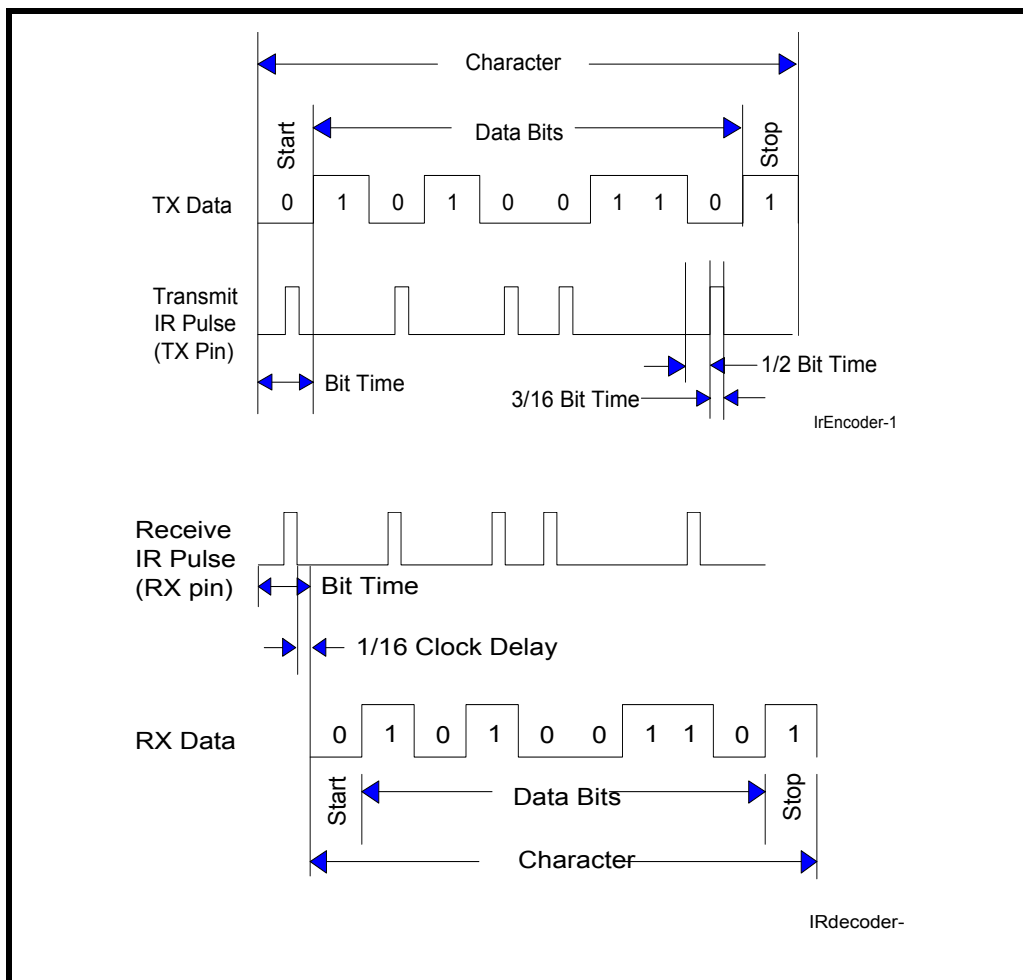 Character
Start
Data Bits
Stop
TX Data
0 1 0 1 0 0 1 1 0 1
Transmit
IR Pulse
(TX Pin)
Bit Time
1/2 Bit Time
3/16 Bit Time
IrEncoder-1
Receive
IR Pulse
(RX pin)
Bit Time
1/16 Clock Delay
RX Data
0 1 0 1 0 0 1 1 0 1
Start
Data Bits
Stop
Character
IRdecoder-